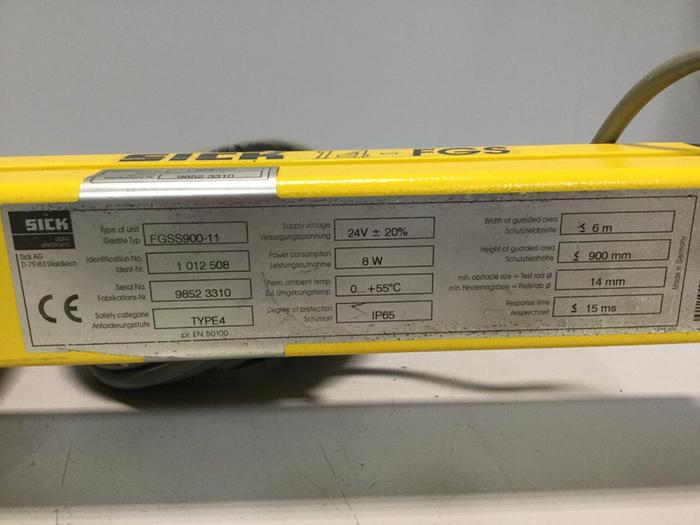 SICK 14- FGS
9852 3310
SICK
optic
electronic
Sick AG
D-79183 Waldkirch
CE
Type of unit
Geräte Typ
FGSS900-11
Identification No.
Ident-Nr.
1 012 508
Serial No.
Fabrikations-Nr.
9852 3310
Safety categorie
Anforderungsstufe
TYPE4
pr. EN 50100
Supply voltage
Versorgungsspannung
24V ± 20%
Power consumption
Leistungsaufnahme
8 W
Perm. ambient temp.
Zul. Umgebungstemp.
0...+55°C
Degree of protection
Schutzart
IP65
Width of guarded area
Schutzfeldbreite
≤ 6 m
Height of guarded area
Schutzfeldhöhe
≤ 900 mm
min. obstacle size = Test rod Ø
min. Hindernisgrösse = Prüfstab Ø
14 mm
Response time
Ansprechzeit
≤ 15 ms
Made in Germany